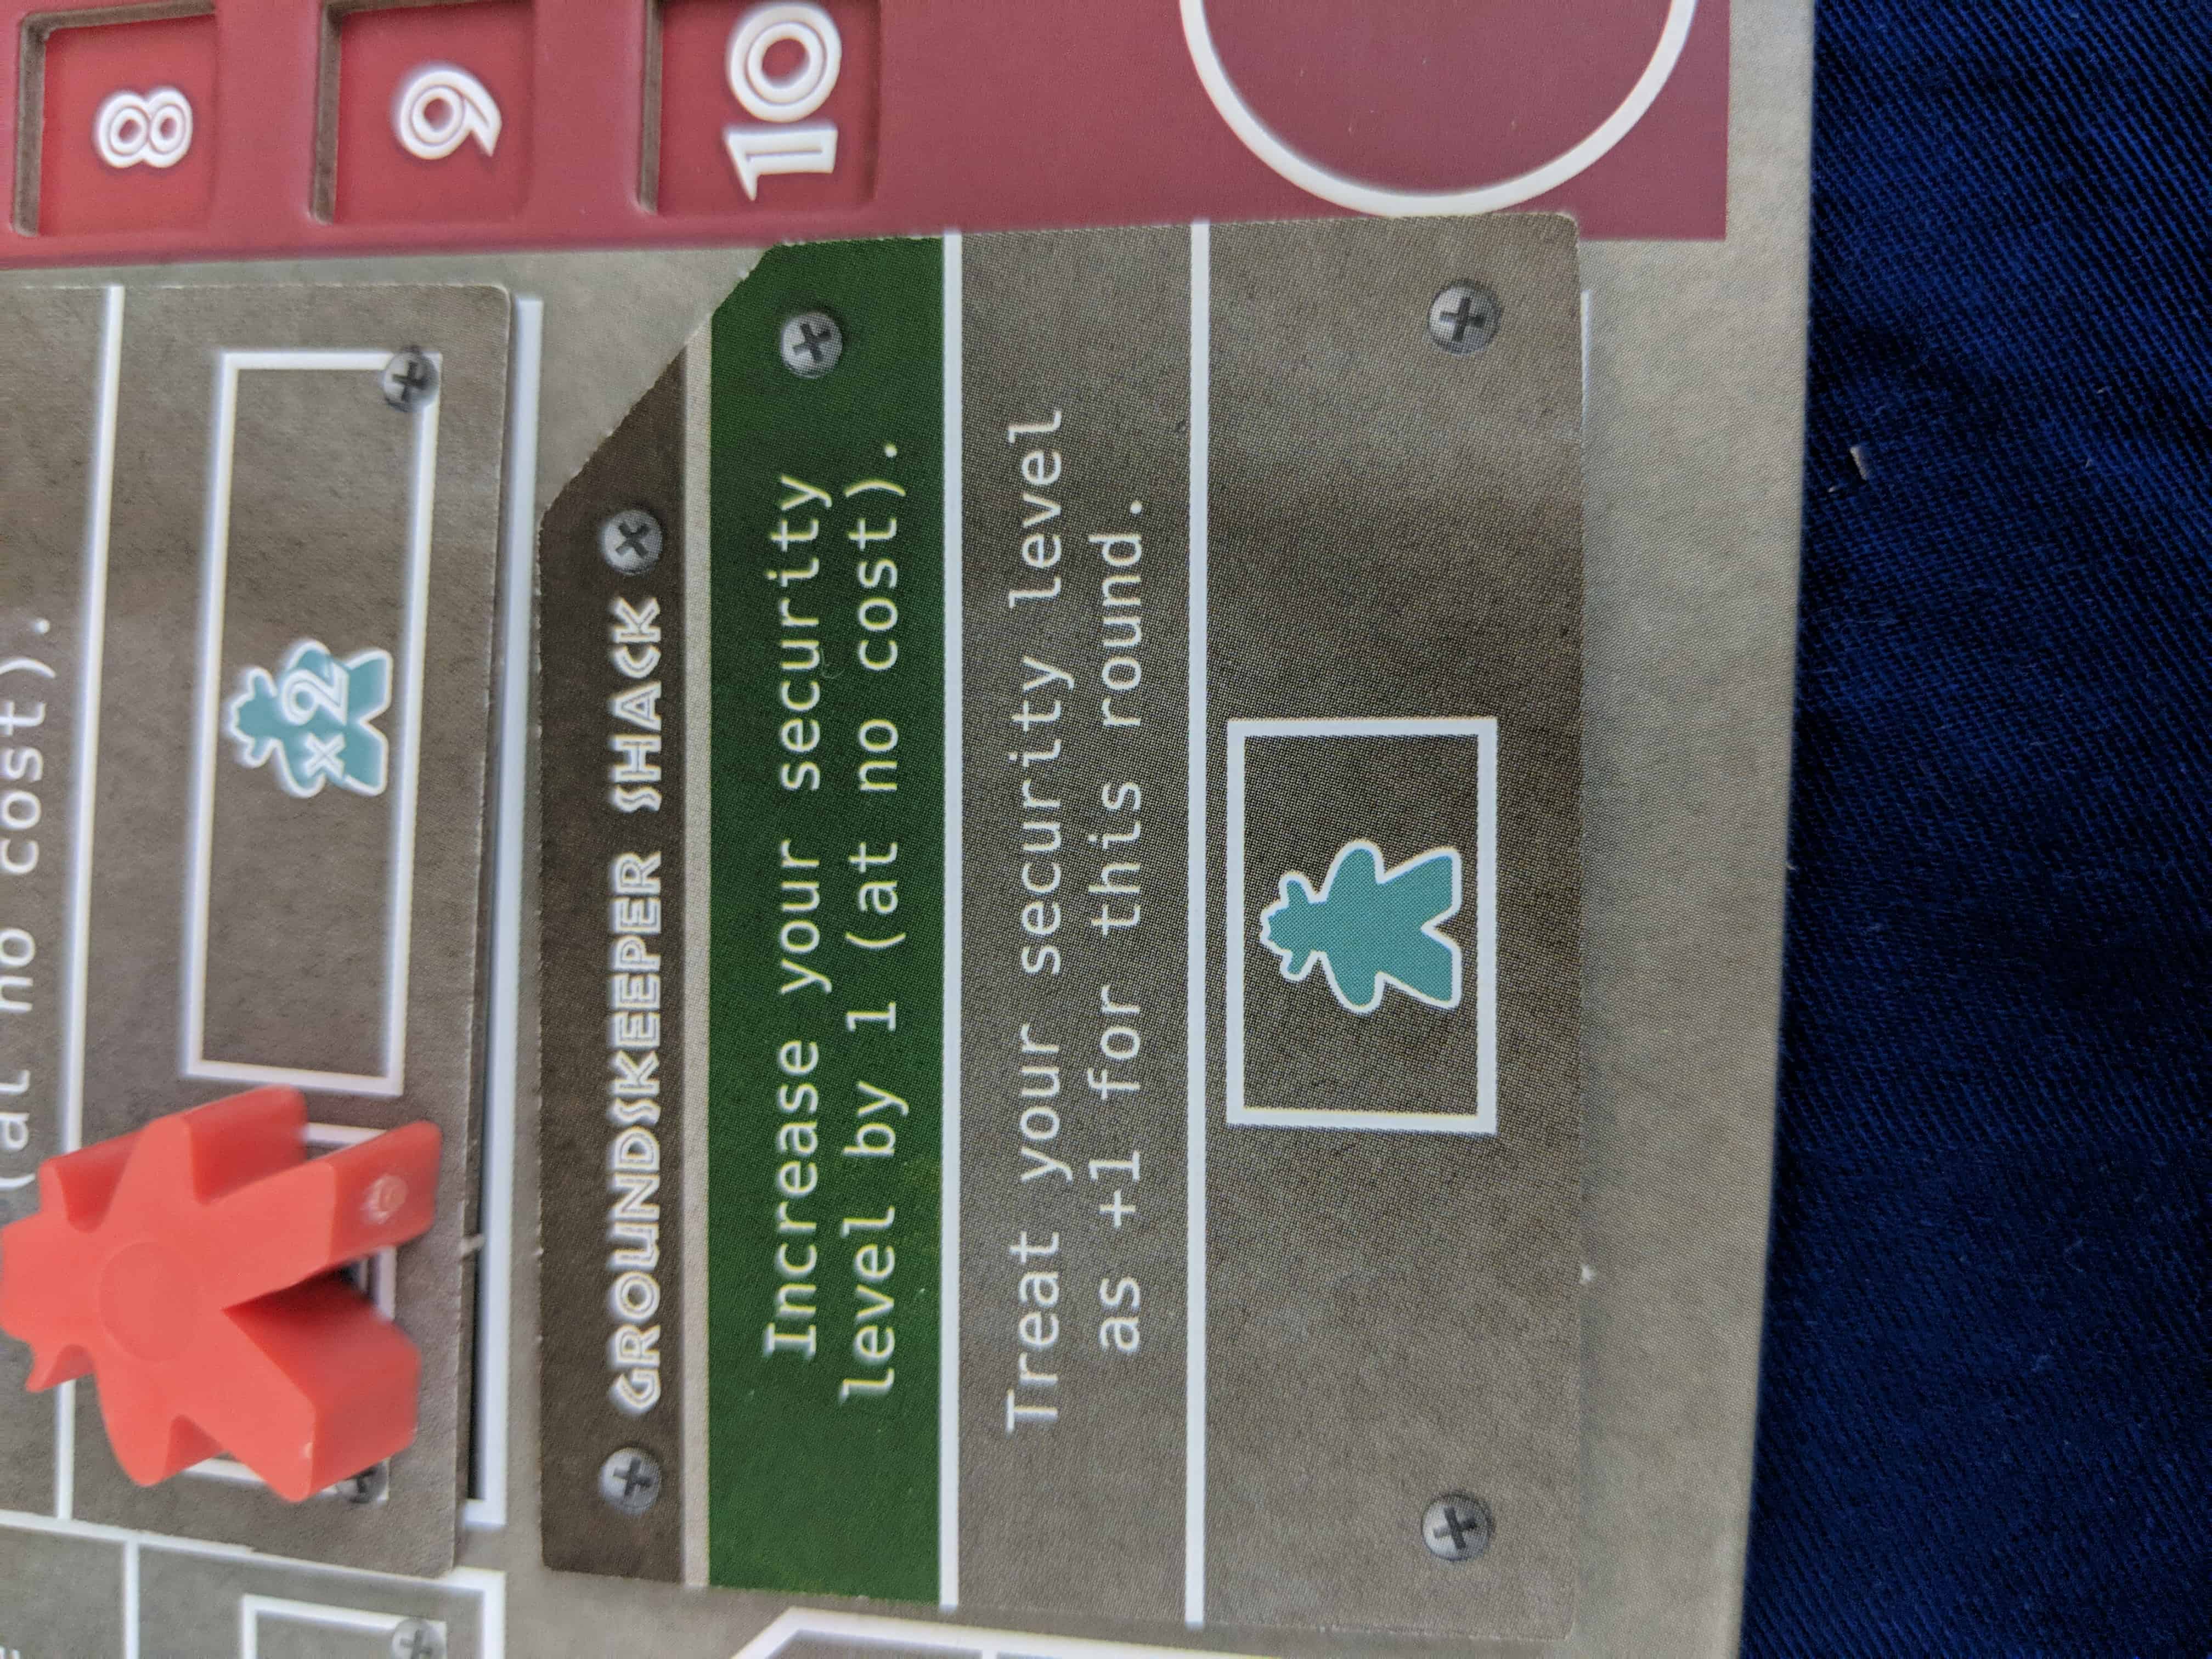 8
9
10
(at no cost).
x2
GROUNDSKEEPER SHACK
Increase your security
level by 1 (at no cost).
Treat your security level
as +1 for this round.